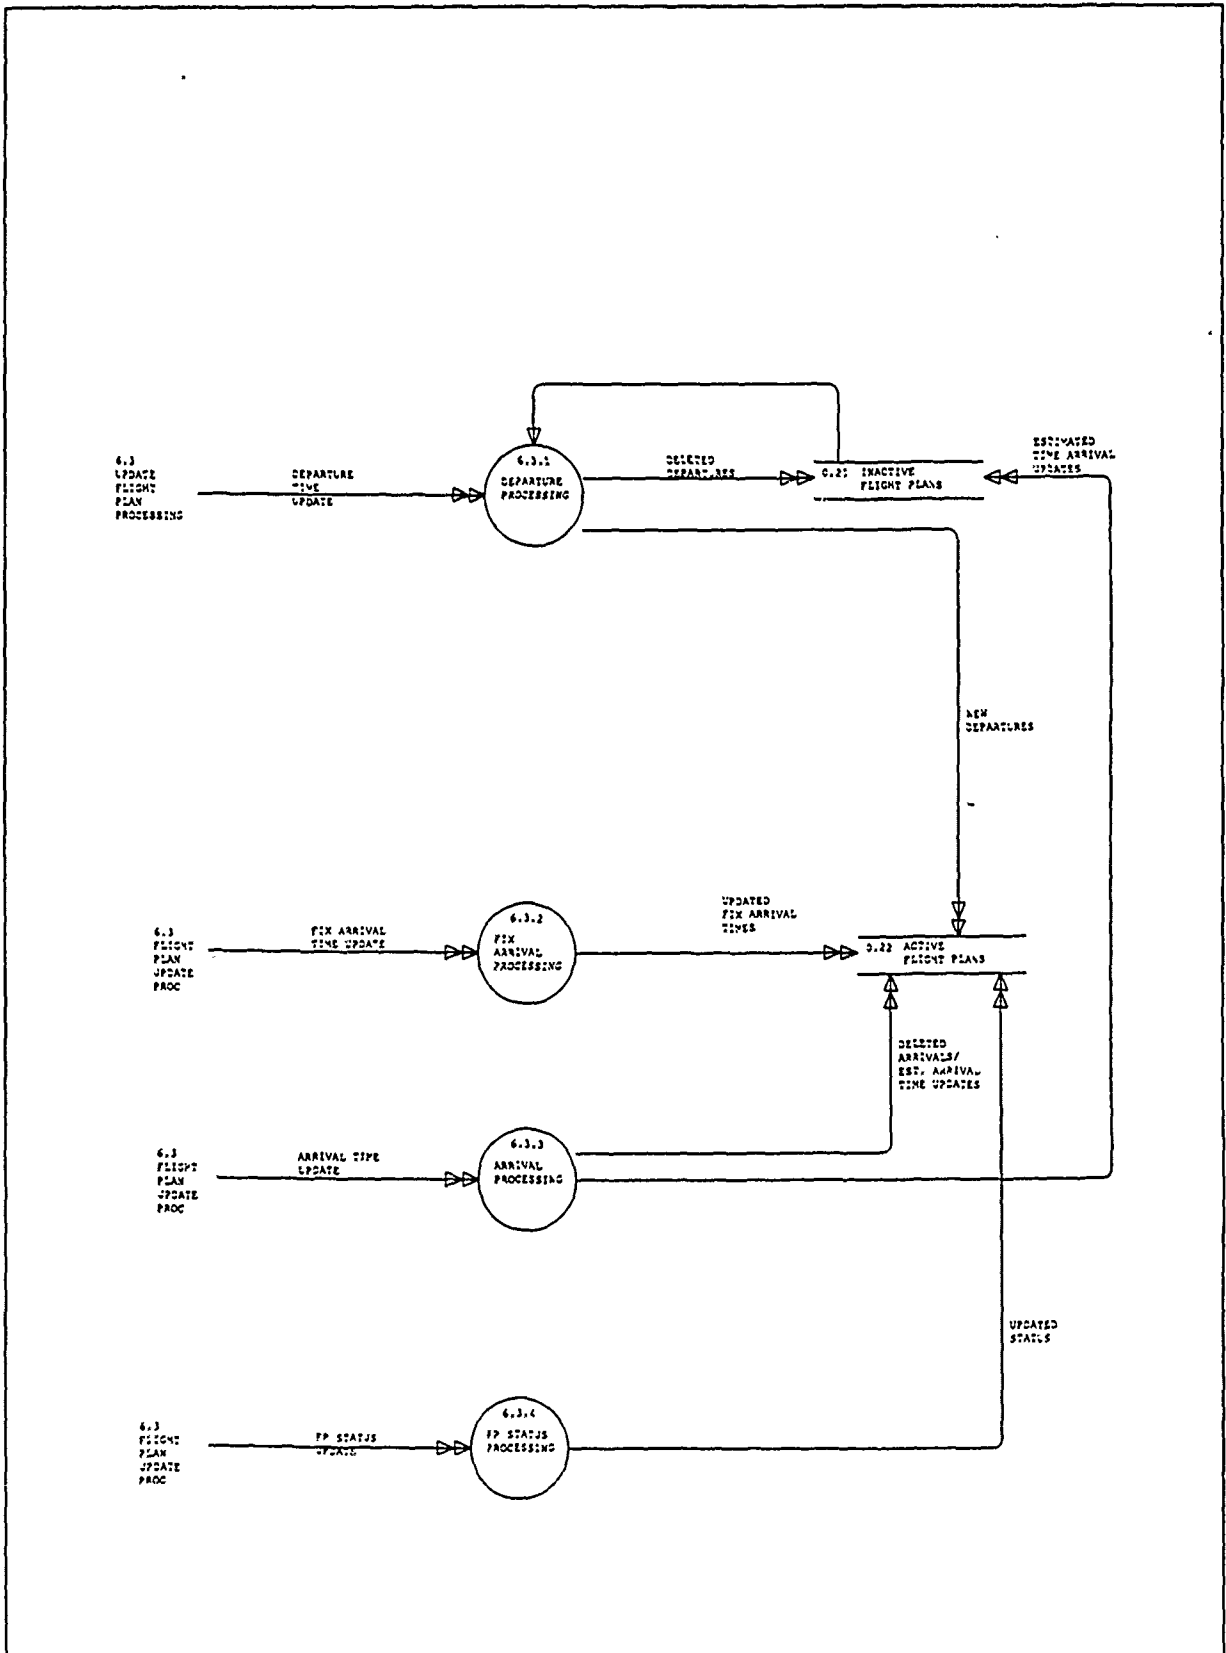 6.3
UPDATE
FLIGHT
PLAN
PROCESSING
DEPARTURE
TIME
UPDATE
6.3.1
DEPARTURE
PROCESSING
DELETED
DEPARTURES
INACTIVE
FLIGHT PLANS
ESTIMATED
TIME ARRIVAL
UPDATES
NEW
DEPARTURES
6.3
FLIGHT
PLAN
UPDATE
PROC
FIX ARRIVAL
TIME UPDATE
6.3.2
FIX
ARRIVAL
PROCESSING
UPDATED
FIX ARRIVAL
TIMES
0.22 ACTIVE
FLIGHT PLANS
DELETED
ARRIVALS/
EST. ARRIVAL
TIME UPDATES
6.3
FLIGHT
PLAN
UPDATE
PROC
ARRIVAL TIME
UPDATE
6.3.3
ARRIVAL
PROCESSING
UPDATED
STATUS
6.3
FLIGHT
PLAN
UPDATE
PROC
FP STATUS
UPDATE
6.3.4
FP STATUS
PROCESSING